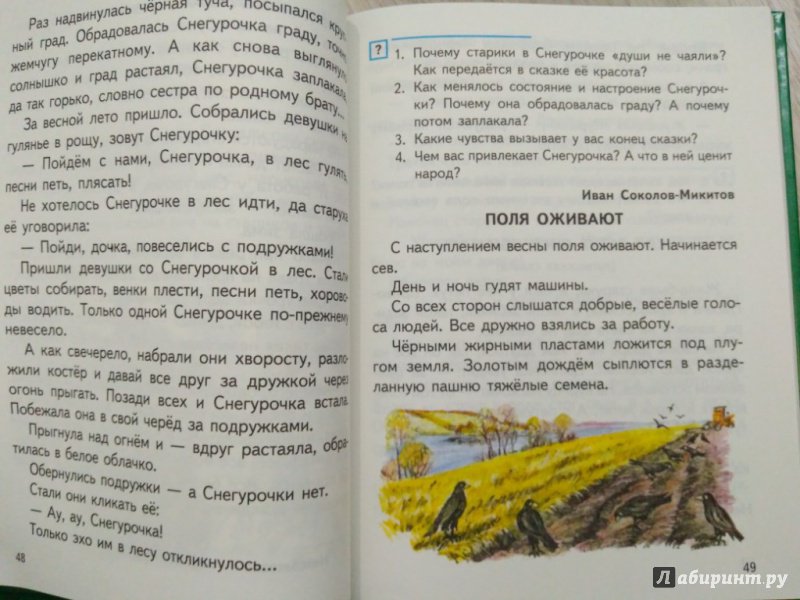 Раз надвинулась чёрная туча, посыпался круп-
ный град. Обрадовалась Снегурочка граду, точно
жемчугу перекатному. А как снова выглянуло
солнышко и град растаял, Снегурочка заплакала,
да так горько, словно сестра по родному брату...
За весной лето пришло. Собрались девушки на
гулянье в рощу, зовут Снегурочку:
— Пойдём с нами, Снегурочка, в лес гулять,
песни петь, плясать!
Не хотелось Снегурочке в лес идти, да старуха
её уговорила:
— Пойди, дочка, повеселись с подружками!
Пришли девушки со Снегурочкой в лес. Стали
цветы собирать, венки плести, песни петь, хорово-
ды водить. Только одной Снегурочке по-прежнему
невесело.
А как свечерело, набрали они хворосту, разло-
жили костёр и давай все друг за дружкой через
огонь прыгать. Позади всех и Снегурочка встала.
Побежала она в свой черёд за подружками.
Прыгнула над огнём и — вдруг растаяла, обра-
тилась в белое облачко.
Обернулись подружки — а Снегурочки нет.
Стали они кликать её:
— Ау, ау, Снегурочка!
Только эхо им в лесу откликнулось...
48
?
1. Почему старики в Снегурочке «души не чаяли»?
Как передаётся в сказке её красота?
2. Как менялось состояние и настроение Снегуроч-
ки? Почему она обрадовалась граду? А почему
потом заплакала?
3. Какие чувства вызывает у вас конец сказки?
4. Чем вас привлекает Снегурочка? А что в ней ценит
народ?
Иван Соколов-Микитов
ПОЛЯ ОЖИВАЮТ
С наступлением весны поля оживают. Начинается
сев.
День и ночь гудят машины.
Со всех сторон слышатся добрые, весёлые голо-
са людей. Все дружно взялись за работу.
Чёрными жирными пластами ложится под плу-
гом земля. Золотым дождём сыплются в разде-
ланную пашню тяжёлые семена.
49
Лабиринт.ру